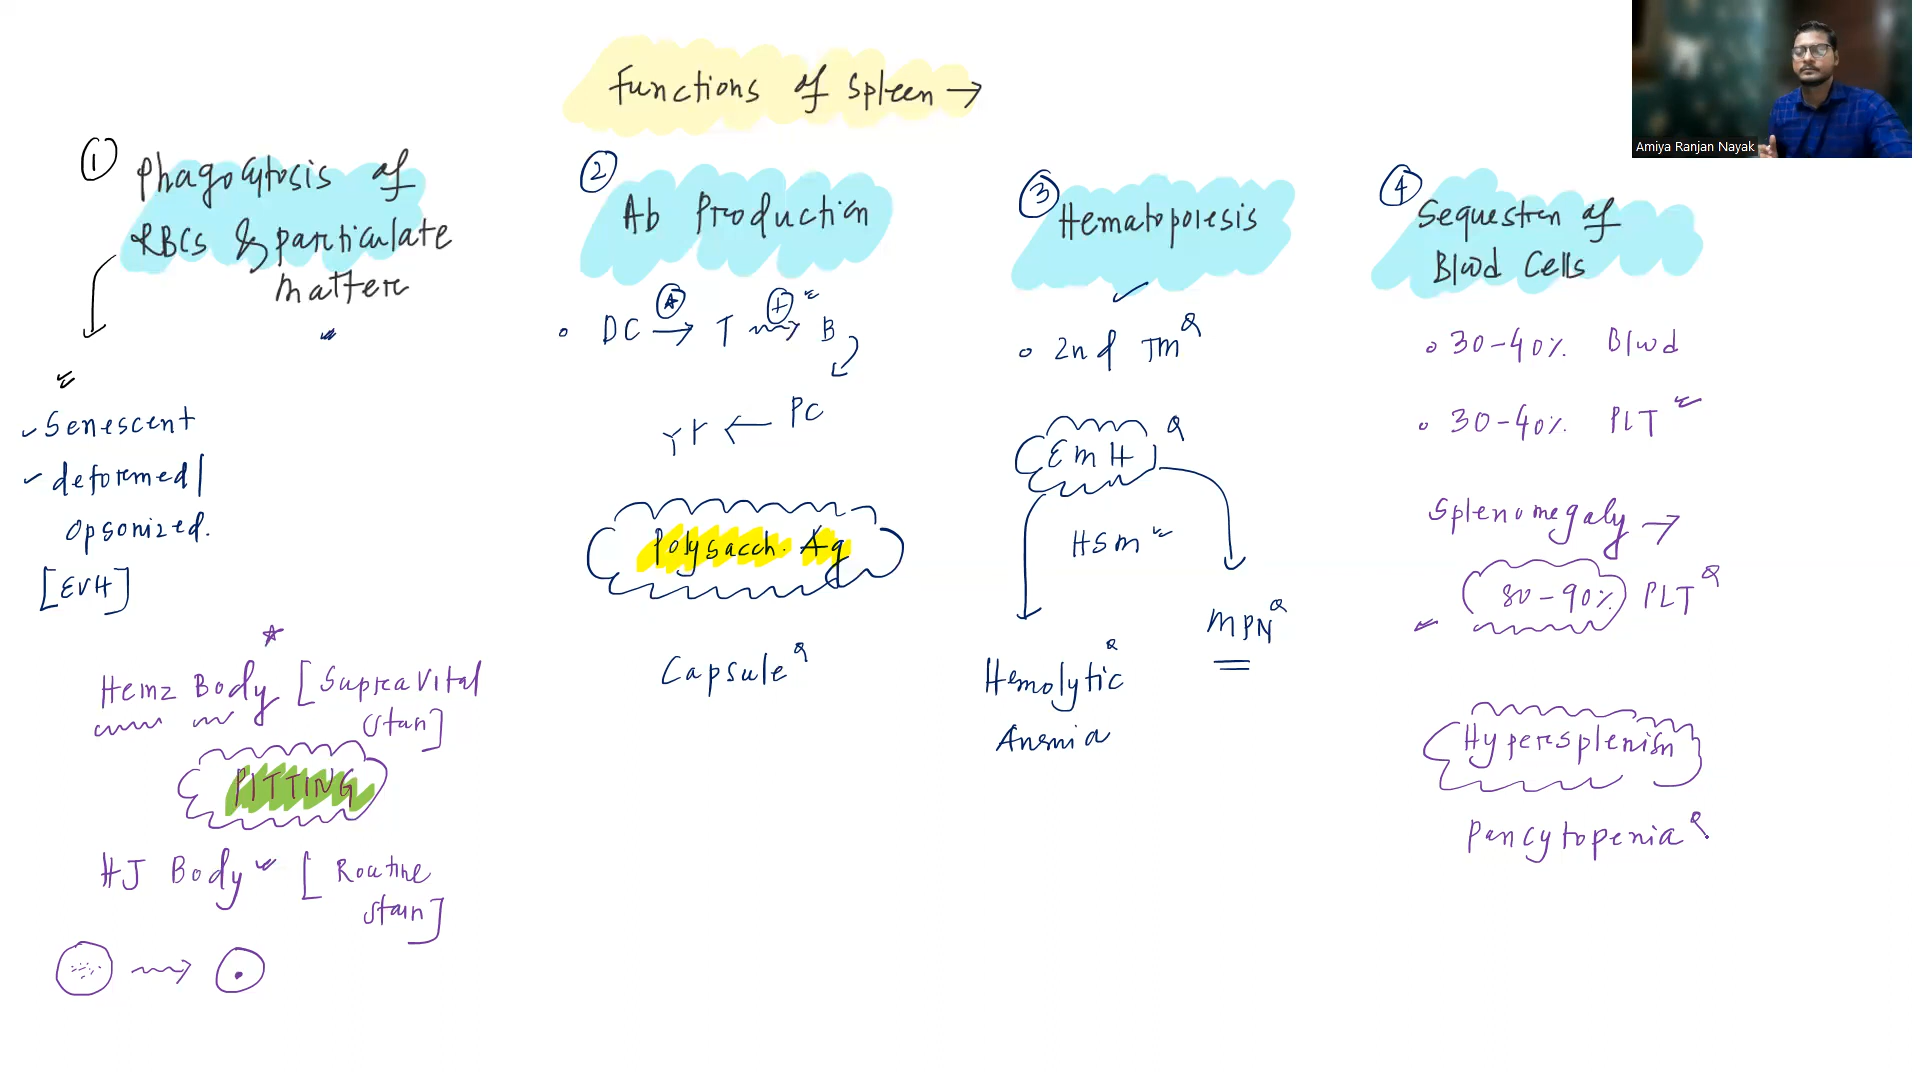 Functions of Spleen →
Amiya Ranjan Nayak
① Phagocytosis of
RBCs & particulate
matter
✓ Senescent
✓ deformed/
opsonized.
[EVH]
Heinz Body [Supravital
stain]
PITTING
HJ Body [Routine
stain]
② Ab Production
• DC → T → B
PC
Polysacch. Ag
Capsule
③ Hematopoiesis
• 2nd TM
EMH
HSM
MPN
Hemolytic
Anemia
④ Sequestrn of
Blood Cells
• 30-40% Blood
• 30-40% PLT
Splenomegaly →
80-90% PLT
Hypersplenism
Pancytopenia